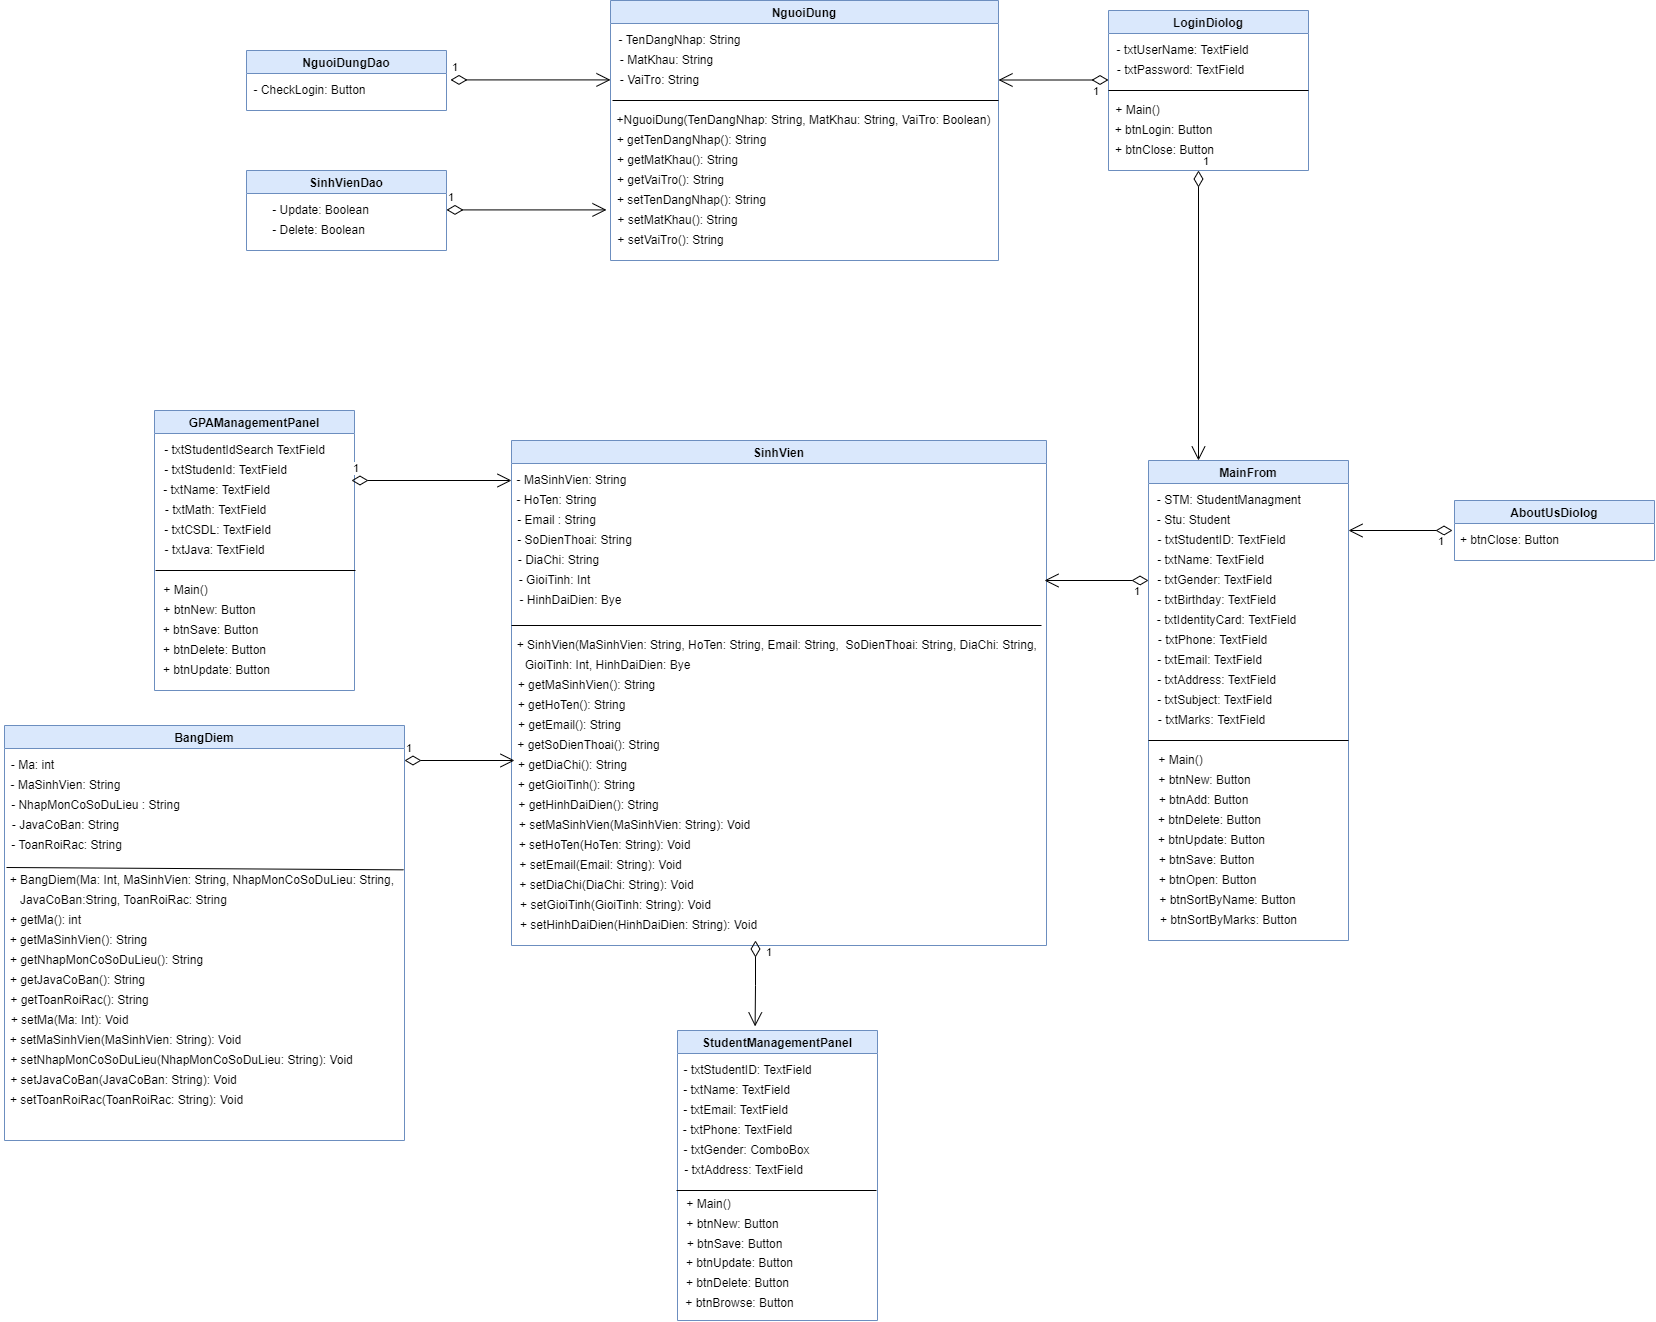 NguoiDung
- TenDangNhap: String
- MatKhau: String
- VaiTro: String
+NguoiDung(TenDangNhap: String, MatKhau: String, VaiTro: Boolean)
+ getTenDangNhap(): String
+ getMatKhau(): String
+ getVaiTro(): String
+ setTenDangNhap(): String
+ setMatKhau(): String
+ setVaiTro(): String
LoginDiolog
- txtUserName: TextField
- txtPassword: TextField
+ Main()
+ btnLogin: Button
+ btnClose: Button
1
1
NguoiDungDao
- CheckLogin: Button
1
SinhVienDao
- Update: Boolean
- Delete: Boolean
1
GPAManagementPanel
- txtStudentIdSearch TextField
- txtStudenId: TextField
- txtName: TextField
- txtMath: TextField
- txtCSDL: TextField
- txtJava: TextField
+ Main()
+ btnNew: Button
+ btnSave: Button
+ btnDelete: Button
+ btnUpdate: Button
1
SinhVien
- MaSinhVien: String
- HoTen: String
- Email : String
- SoDienThoai: String
- DiaChi: String
- GioiTinh: Int
- HinhDaiDien: Bye
+ SinhVien(MaSinhVien: String, HoTen: String, Email: String, SoDienThoai: String, DiaChi: String,
GioiTinh: Int, HinhDaiDien: Bye
+ getMaSinhVien(): String
+ getHoTen(): String
+ getEmail(): String
+ getSoDienThoai(): String
+ getDiaChi(): String
+ getGioiTinh(): String
+ getHinhDaiDien(): String
+ setMaSinhVien(MaSinhVien: String): Void
+ setHoTen(HoTen: String): Void
+ setEmail(Email: String): Void
+ setDiaChi(DiaChi: String): Void
+ setGioiTinh(GioiTinh: String): Void
+ setHinhDaiDien(HinhDaiDien: String): Void
1
MainFrom
- STM: StudentManagment
- Stu: Student
- txtStudentID: TextField
- txtName: TextField
- txtGender: TextField
- txtBirthday: TextField
- txtIdentityCard: TextField
- txtPhone: TextField
- txtEmail: TextField
- txtAddress: TextField
- txtSubject: TextField
- txtMarks: TextField
+ Main()
+ btnNew: Button
+ btnAdd: Button
+ btnDelete: Button
+ btnUpdate: Button
+ btnSave: Button
+ btnOpen: Button
+ btnSortByName: Button
+ btnSortByMarks: Button
1
AboutUsDiolog
+ btnClose: Button
1
BangDiem
- Ma: int
- MaSinhVien: String
- NhapMonCoSoDuLieu : String
- JavaCoBan: String
- ToanRoiRac: String
+ BangDiem(Ma: Int, MaSinhVien: String, NhapMonCoSoDuLieu: String,
JavaCoBan:String, ToanRoiRac: String
+ getMa(): int
+ getMaSinhVien(): String
+ getNhapMonCoSoDuLieu(): String
+ getJavaCoBan(): String
+ getToanRoiRac(): String
+ setMa(Ma: Int): Void
+ setMaSinhVien(MaSinhVien: String): Void
+ setNhapMonCoSoDuLieu(NhapMonCoSoDuLieu: String): Void
+ setJavaCoBan(JavaCoBan: String): Void
+ setToanRoiRac(ToanRoiRac: String): Void
1
StudentManagementPanel
- txtStudentID: TextField
- txtName: TextField
- txtEmail: TextField
- txtPhone: TextField
- txtGender: ComboBox
- txtAddress: TextField
+ Main()
+ btnNew: Button
+ btnSave: Button
+ btnUpdate: Button
+ btnDelete: Button
+ btnBrowse: Button